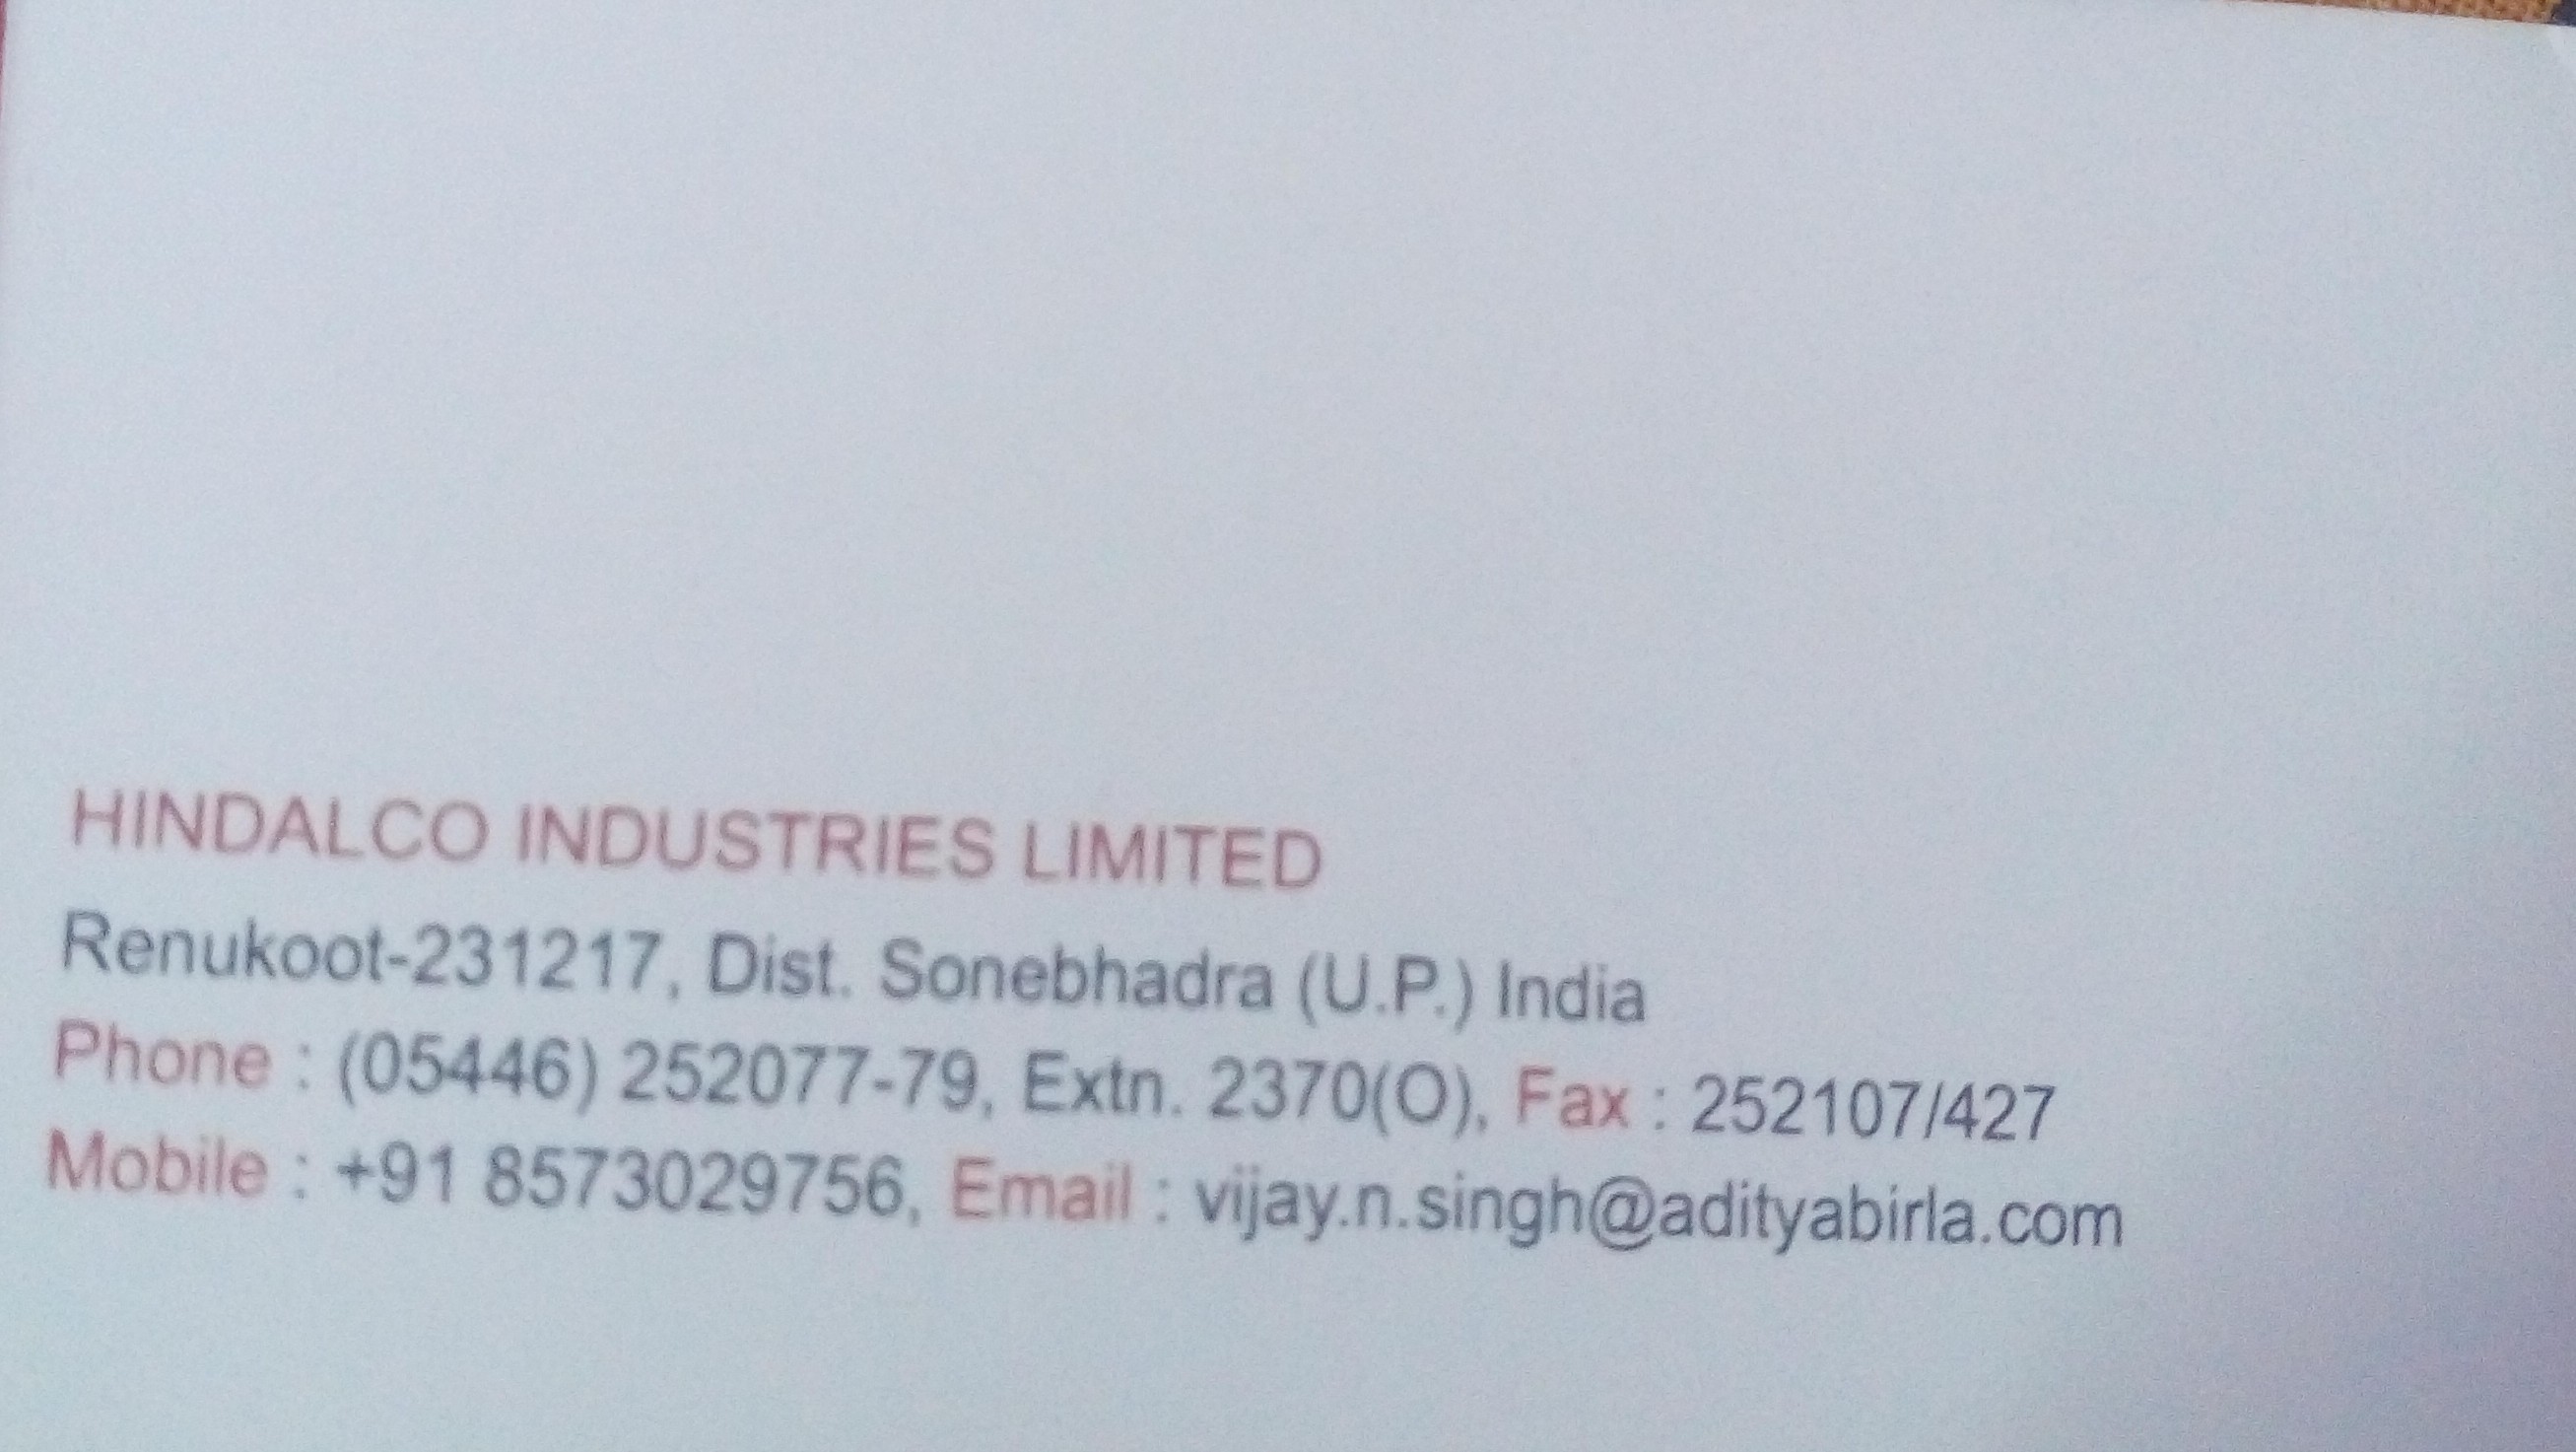 HINDALCO INDUSTRIES LIMITED
Renukoot-231217, Dist. Sonebhadra (U.P.) India
Phone : (05446) 252077-79, Extn. 2370(O), Fax : 252107/427
Mobile : +91 8573029756, Email : vijay.n.singh@adityabirla.com